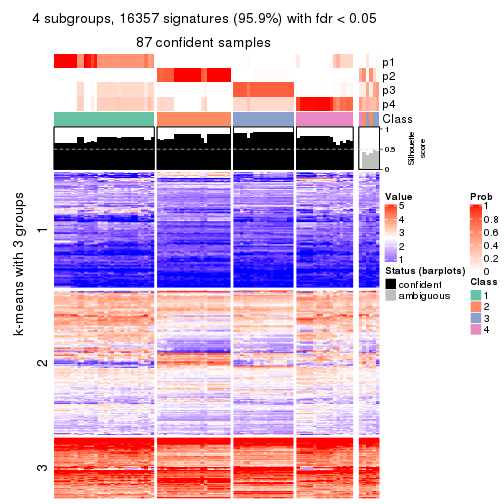 4 subgroups, 16357 signatures (95.9%) with fdr < 0.05
87 confident samples
p1
p2
p3
p4
Class
1
0.5
0
Silhouette
score
k-means with 3 groups
1
2
3
Value
5
4
3
2
1
Prob
1
0.8
0.6
0.4
0.2
0
Status (barplots)
confident
ambiguous
Class
1
2
3
4